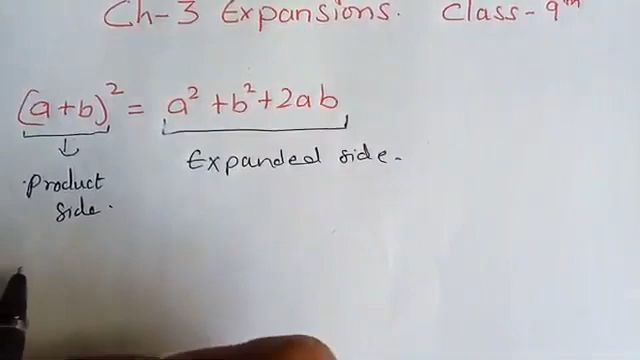 Ch-3 Expansions. Class-9th
(a+b)² = a² + b² + 2ab
Expanded side.
Product
side.